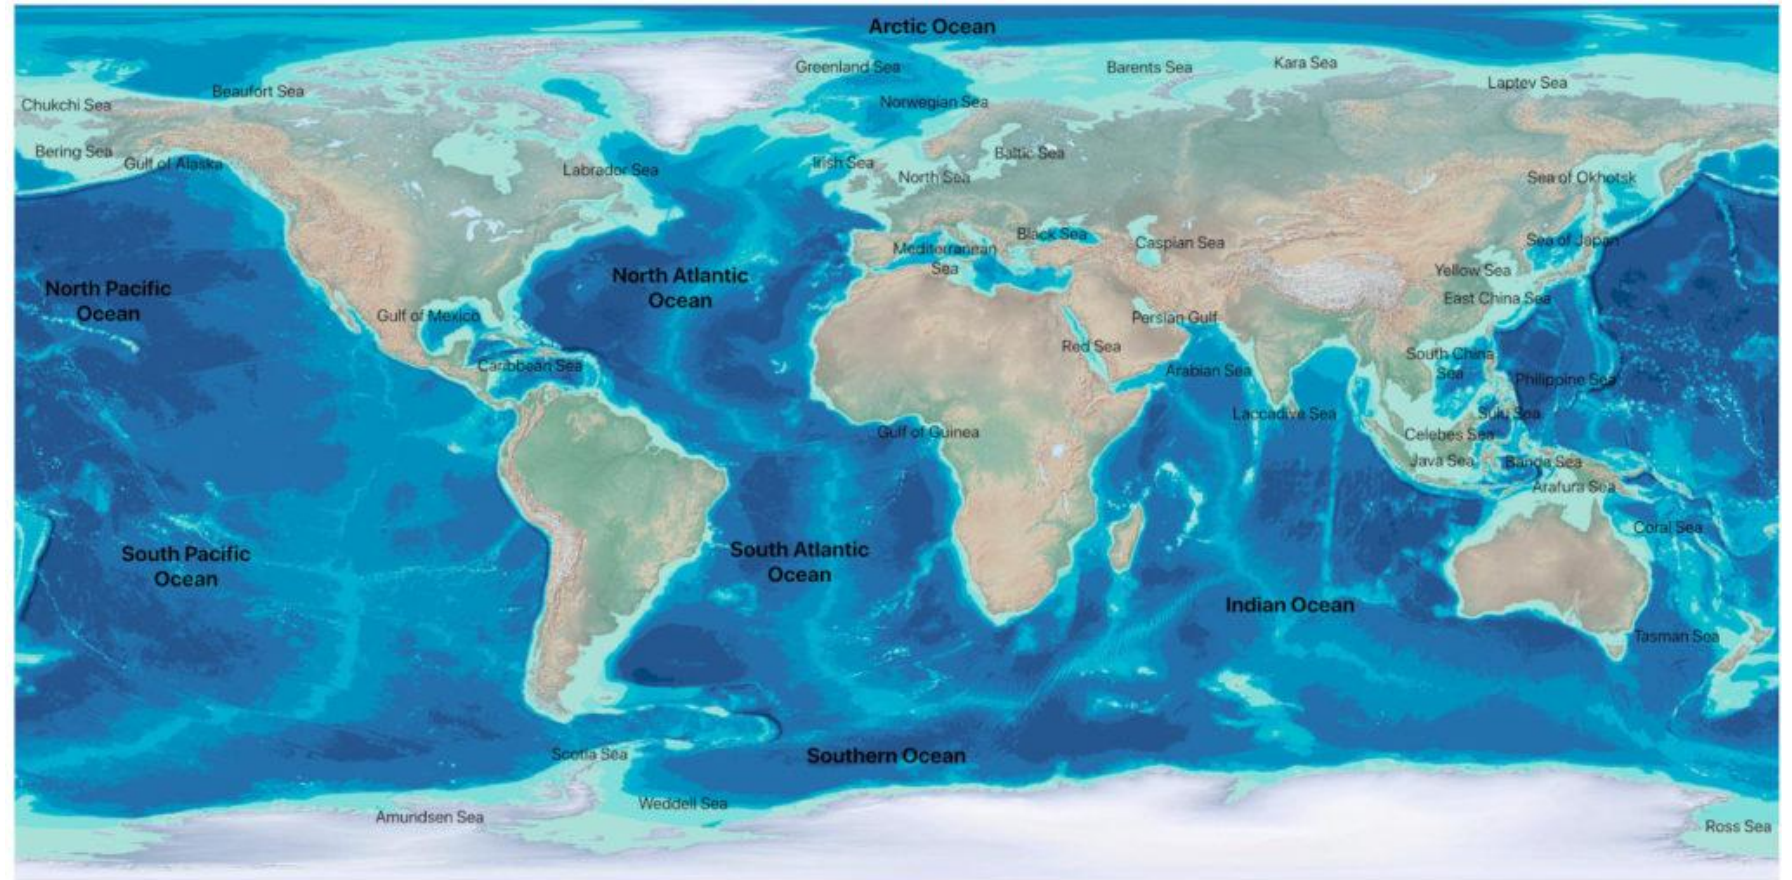 Arctic Ocean
Greenland Sea
Barents Sea
Kara Sea
Laptev Sea
Beaufort Sea
Chukchi Sea
Norwegian Sea
Bering Sea
Gulf of Alaska
Labrador Sea
Irish Sea
Baltic Sea
North Sea
Sea of Okhotsk
Black Sea
Caspian Sea
Sea of Japan
Mediterranean
Sea
North Atlantic
Ocean
Yellow Sea
North Pacific
Ocean
East China Sea
Gulf of Mexico
Persian Gulf
Red Sea
South China
Sea
Caribbean Sea
Arabian Sea
Philippine Sea
Laccadive Sea
Sulu Sea
Gulf of Guinea
Celebes Sea
Java Sea
Banda Sea
Arafura Sea
Coral Sea
South Pacific
Ocean
South Atlantic
Ocean
Indian Ocean
Tasman Sea
Scotia Sea
Southern Ocean
Weddell Sea
Amundsen Sea
Ross Sea